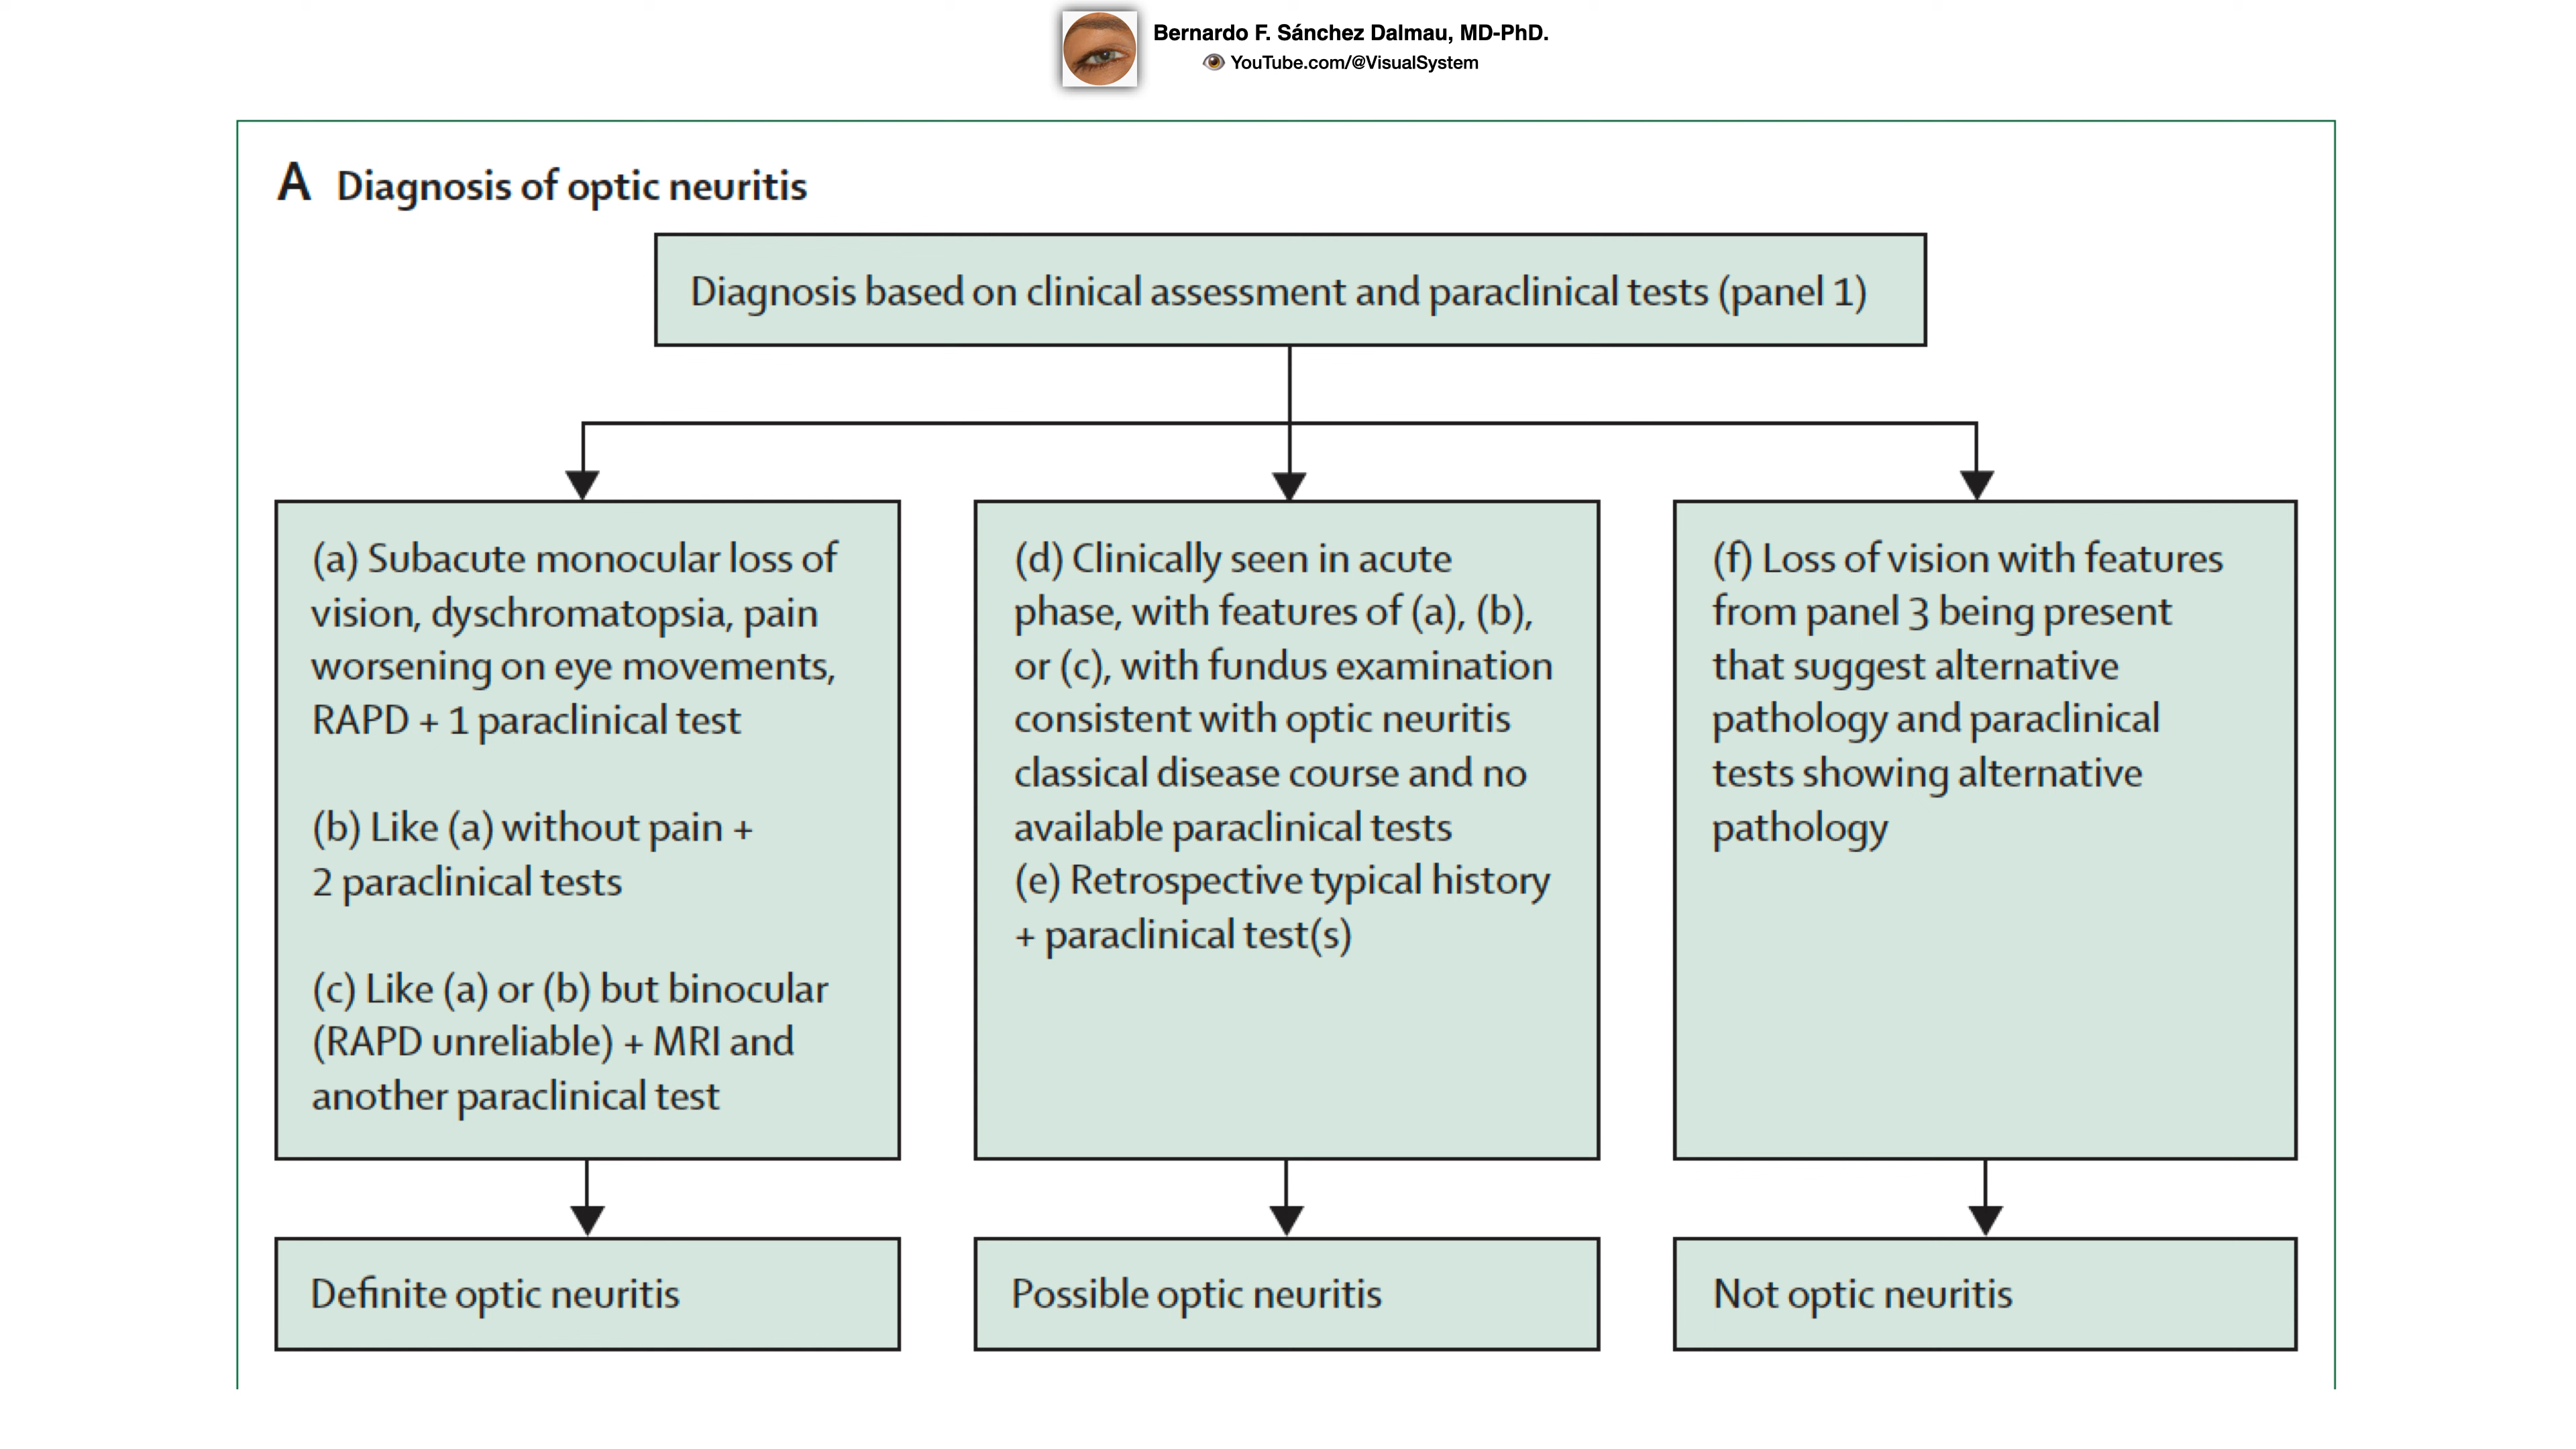 Bernardo F. Sánchez Dalmau, MD-PhD.
YouTube.com/@VisualSystem
A Diagnosis of optic neuritis
Diagnosis based on clinical assessment and paraclinical tests (panel 1)
(a) Subacute monocular loss of
vision, dyschromatopsia, pain
worsening on eye movements,
RAPD + 1 paraclinical test
(b) Like (a) without pain +
2 paraclinical tests
(c) Like (a) or (b) but binocular
(RAPD unreliable) + MRI and
another paraclinical test
(d) Clinically seen in acute
phase, with features of (a), (b),
or (c), with fundus examination
consistent with optic neuritis
classical disease course and no
available paraclinical tests
(e) Retrospective typical history
+ paraclinical test(s)
(f) Loss of vision with features
from panel 3 being present
that suggest alternative
pathology and paraclinical
tests showing alternative
pathology
Definite optic neuritis
Possible optic neuritis
Not optic neuritis